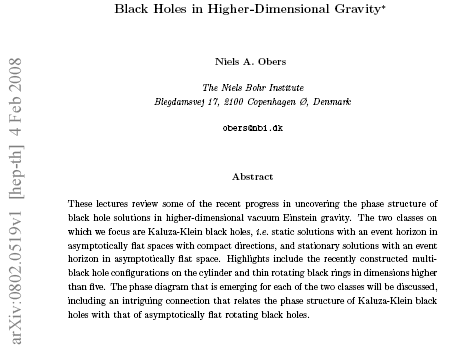 Black Holes in Higher-Dimensional Gravity*
Niels A. Obers
The Niels Bohr Institute
Blegdamsvej 17, 2100 Copenhagen Ø, Denmark
obers@nbi.dk
Abstract
These lectures review some of the recent progress in uncovering the phase structure of
black hole solutions in higher-dimensional vacuum Einstein gravity. The two classes on
which we focus are Kaluza-Klein black holes, i.e. static solutions with an event horizon in
asymptotically flat spaces with compact directions, and stationary solutions with an event
horizon in asymptotically flat space. Highlights include the recently constructed multi-
black hole configurations on the cylinder and thin rotating black rings in dimensions higher
than five. The phase diagram that is emerging for each of the two classes will be discussed,
including an intriguing connection that relates the phase structure of Kaluza-Klein black
holes with that of asymptotically flat rotating black holes.
arXiv:0802.0519v1 [hep-th] 4 Feb 2008